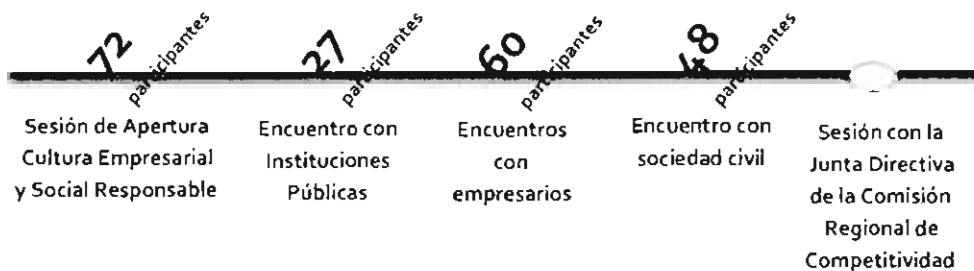 72 participantes
27 participantes
60 participantes
48 participantes
Sesión de Apertura
Cultura Empresarial
y Social Responsable
Encuentro con
Instituciones
Públicas
Encuentros
con
empresarios
Encuentro con
sociedad civil
Sesión con la
Junta Directiva
de la Comisión
Regional de
Competitividad